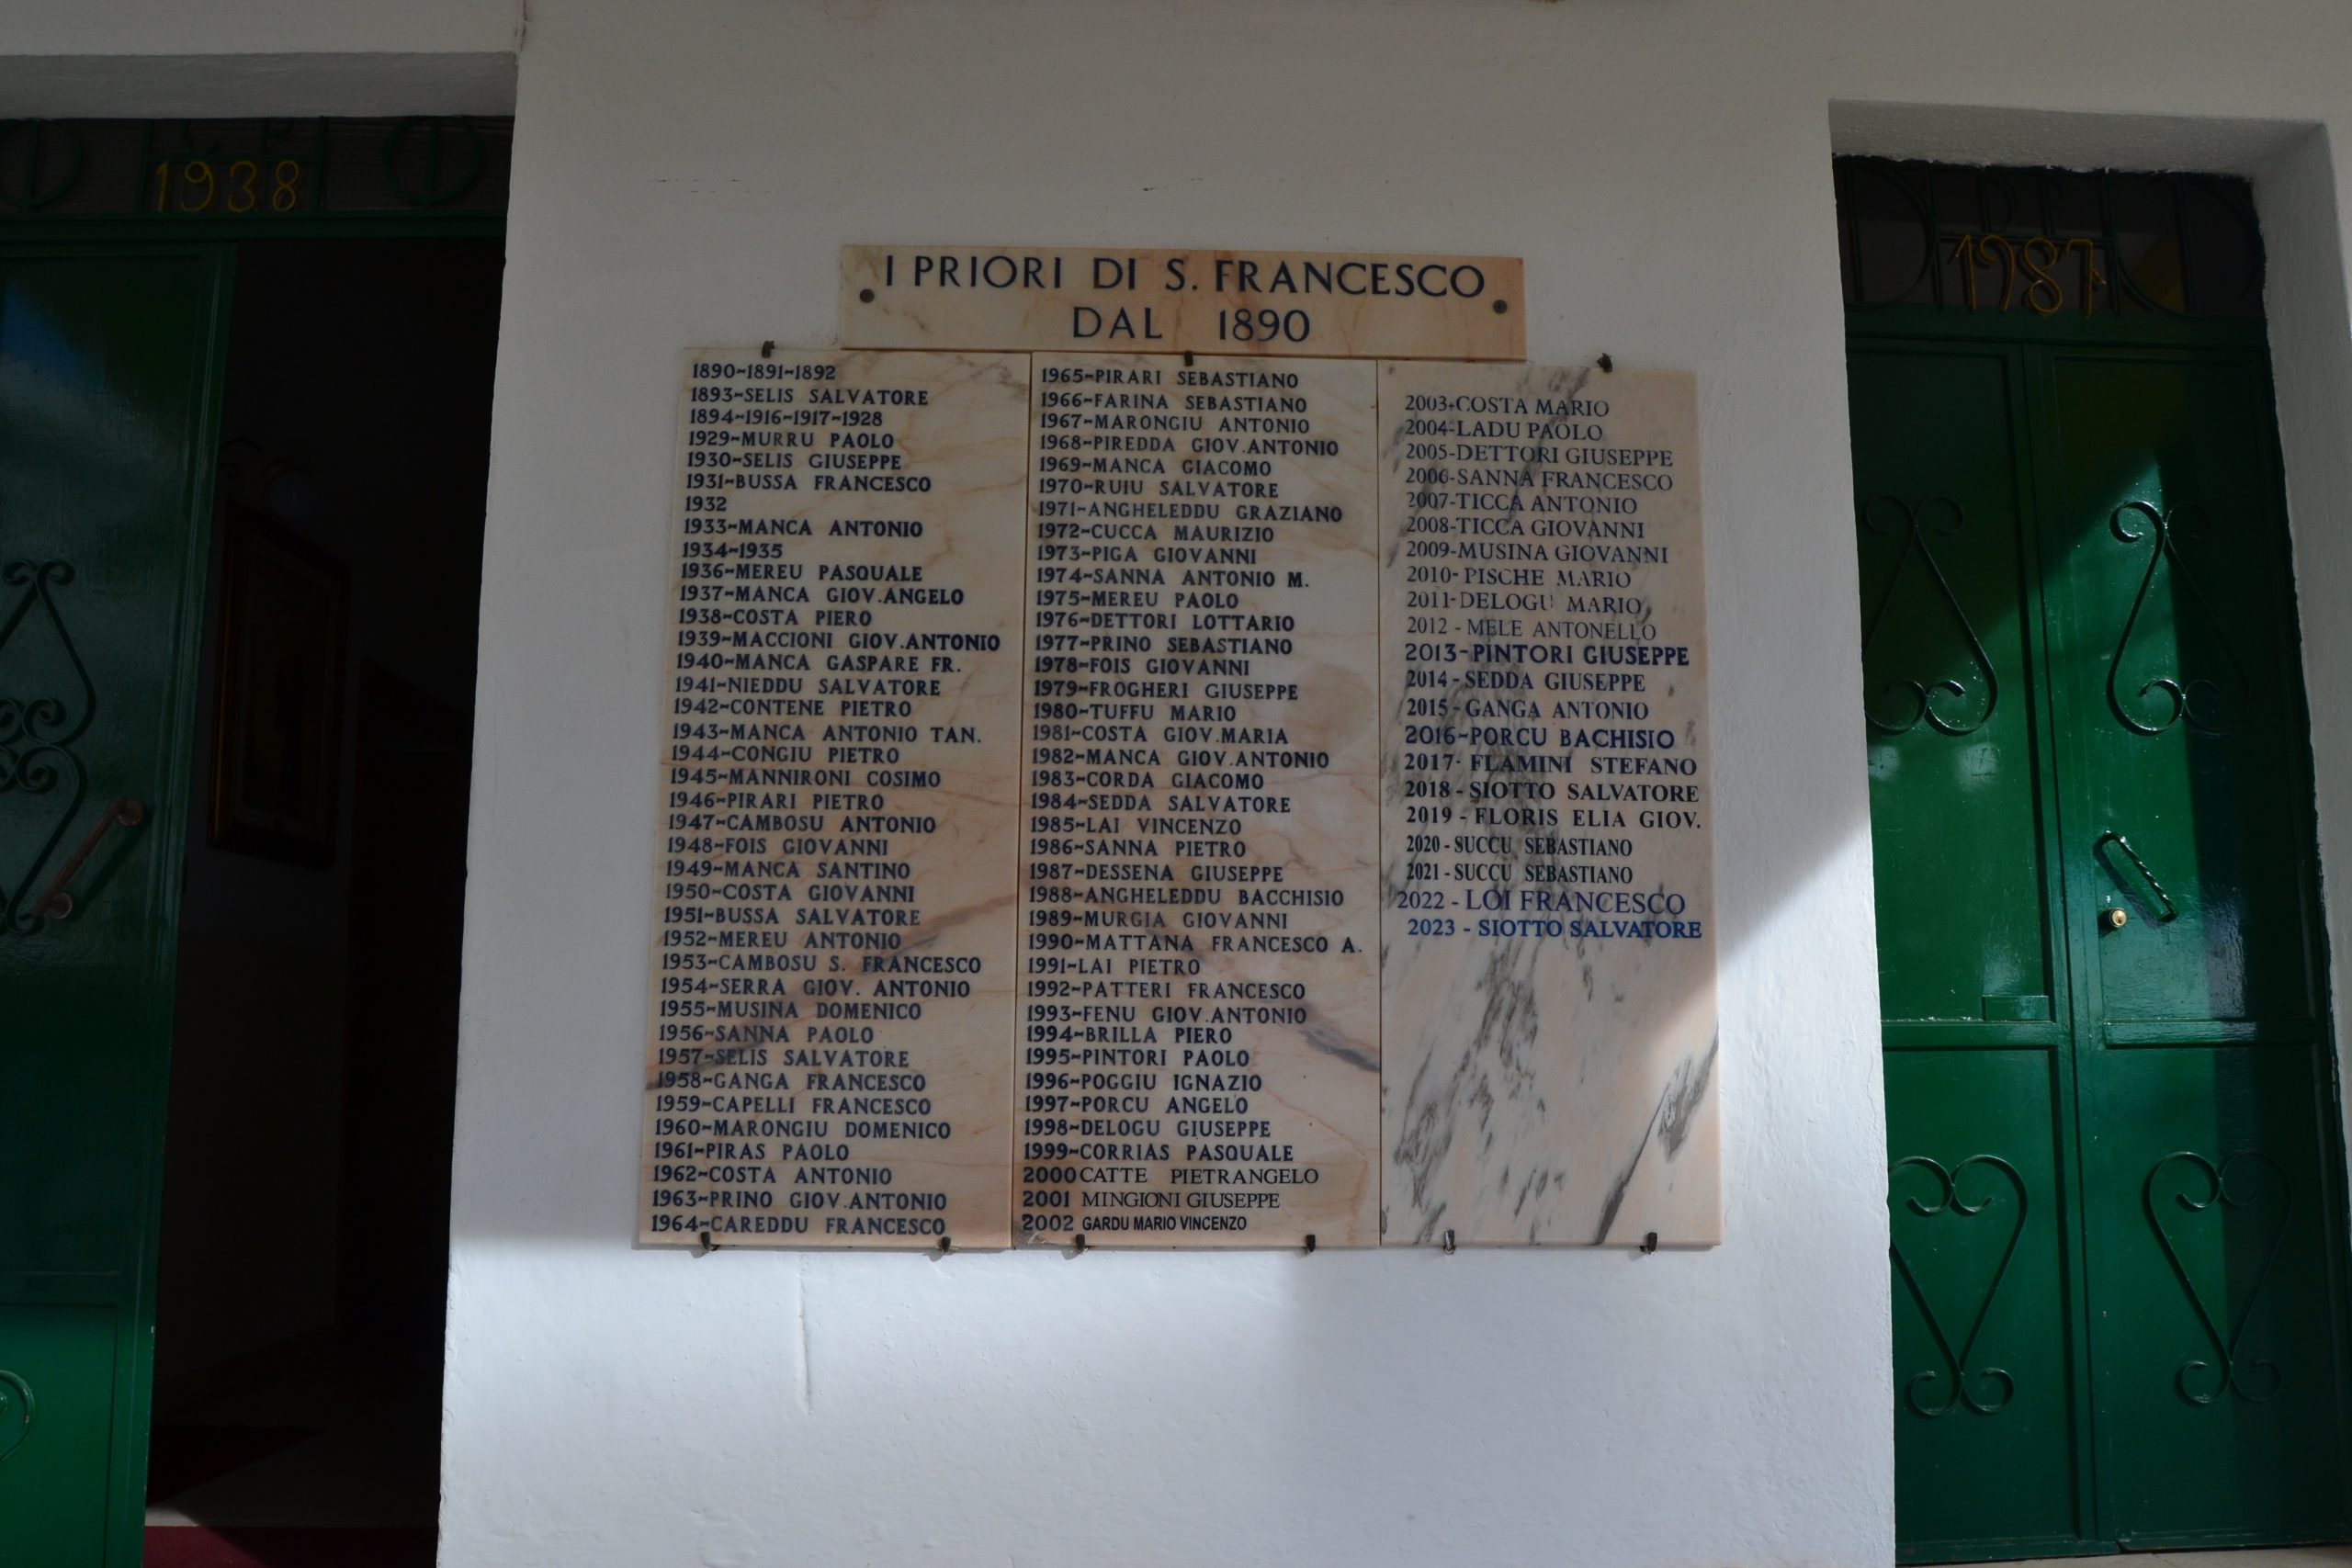 1938
I PRIORI DI S. FRANCESCO
DAL 1890
1890-1891-1892
1893-SELIS SALVATORE
1894-1916-1917-1928
1929-MURRU PAOLO
1930-SELIS GIUSEPPE
1931-BUSSA FRANCESCO
1932
1933-MANCA ANTONIO
1934-1935
1936-MEREU PASQUALE
1937-MANCA GIOV.ANGELO
1938-COSTA PIERO
1939-MACCIONI GIOV.ANTONIO
1940-MANCA GASPARE FR.
1941-NIEDDU SALVATORE
1942-CONTENE PIETRO
1943-MANCA ANTONIO TAN.
1944-CONGIU PIETRO
1945-MANNIRONI COSIMO
1946-PIRARI PIETRO
1947-CAMBOSU ANTONIO
1948-FOIS GIOVANNI
1949-MANCA SANTINO
1950-COSTA GIOVANNI
1951-BUSSA SALVATORE
1952-MEREU ANTONIO
1953-CAMBOSU S. FRANCESCO
1954-SERRA GIOV. ANTONIO
1955-MUSINA DOMENICO
1956-SANNA PAOLO
1957-SELIS SALVATORE
1958-GANGA FRANCESCO
1959-CAPELLI FRANCESCO
1960-MARONGIU DOMENICO
1961-PIRAS PAOLO
1962-COSTA ANTONIO
1963-PRINO GIOV.ANTONIO
1964-CAREDDU FRANCESCO
1965-PIRARI SEBASTIANO
1966-FARINA SEBASTIANO
1967-MARONGIU ANTONIO
1968-PIREDDA GIOV.ANTONIO
1969-MANCA GIACOMO
1970-RUIU SALVATORE
1971-ANGHELEDDU GRAZIANO
1972-CUCCA MAURIZIO
1973-PIGA GIOVANNI
1974-SANNA ANTONIO M.
1975-MEREU PAOLO
1976-DETTORI LOTTARIO
1977-PRINO SEBASTIANO
1978-FOIS GIOVANNI
1979-FROGHERI GIUSEPPE
1980-TUFFU MARIO
1981-COSTA GIOV.MARIA
1982-MANCA GIOV.ANTONIO
1983-CORDA GIACOMO
1984-SEDDA SALVATORE
1985-LAI VINCENZO
1986-SANNA PIETRO
1987-DESSENA GIUSEPPE
1988-ANGHELEDDU BACCHISIO
1989-MURGIA GIOVANNI
1990-MATTANA FRANCESCO A.
1991-LAI PIETRO
1992-PATTERI FRANCESCO
1993-FENU GIOV.ANTONIO
1994-BRILLA PIERO
1995-PINTORI PAOLO
1996-POGGIU IGNAZIO
1997-PORCU ANGELO
1998-DELOGU GIUSEPPE
1999-CORRIAS PASQUALE
2000 CATTE PIETRANGELO
2001 MINGIONI GIUSEPPE
2002 GARDU MARIO VINCENZO
2003-COSTA MARIO
2004-LADU PAOLO
2005-DETTORI GIUSEPPE
2006-SANNA FRANCESCO
2007-TICCA ANTONIO
2008-TICCA GIOVANNI
2009-MUSINA GIOVANNI
2010- PISCHE MARIO
2011-DELOGU MARIO
2012 - MELE ANTONELLO
2013-PINTORI GIUSEPPE
2014-SEDDA GIUSEPPE
2015-GANGA ANTONIO
2016-PORCU BACHISIO
2017- FLAMINI STEFANO
2018 - SIOTTO SALVATORE
2019 - FLORIS ELIA GIOV.
2020 - SUCCU SEBASTIANO
2021 - SUCCU SEBASTIANO
2022 - LOI FRANCESCO
2023 - SIOTTO SALVATORE
1987